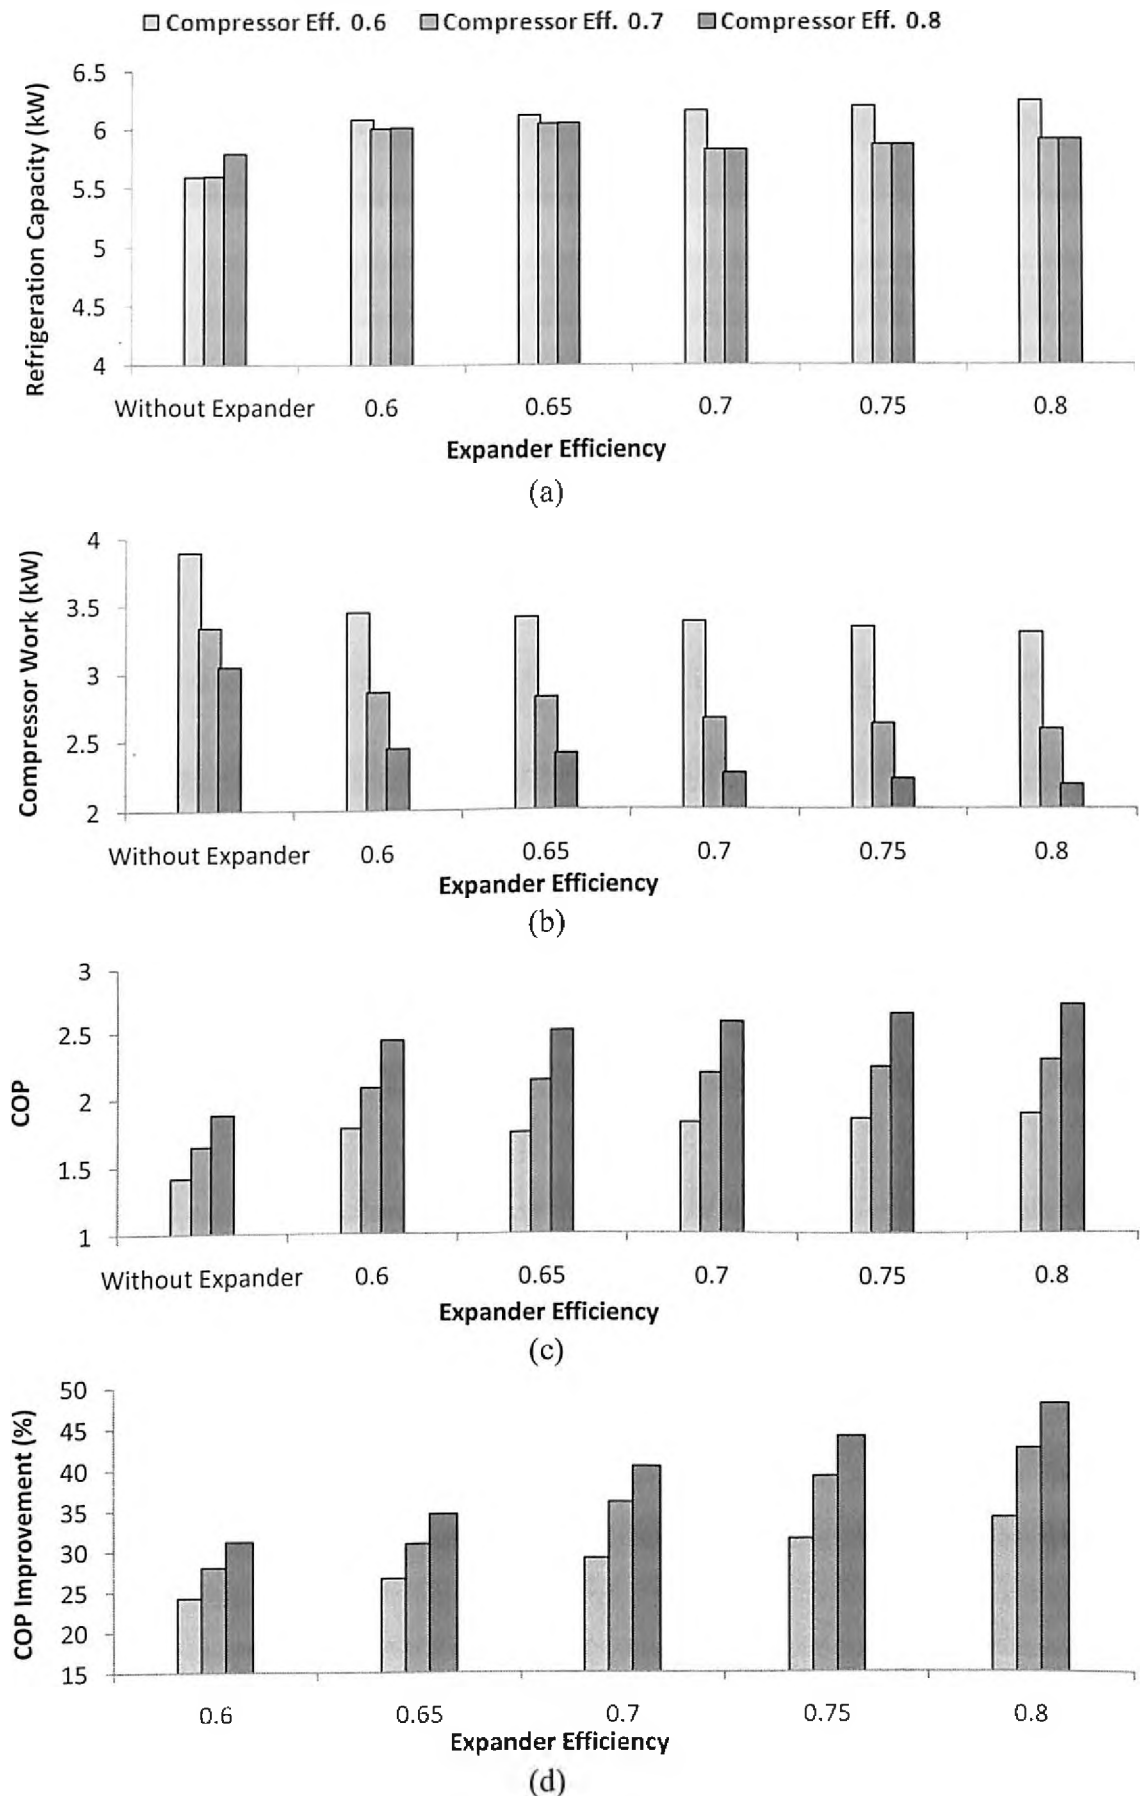 Compressor Eff. 0.6 Compressor Eff. 0.7 Compressor Eff. 0.8
Refrigeration Capacity (kW)
6.5
6
5.5
5
4.5
4
Without Expander 0.6 0.65 0.7 0.75 0.8
Expander Efficiency
(a)
Compressor Work (kW)
4
3.5
3
2.5
2
Without Expander 0.6 0.65 0.7 0.75 0.8
Expander Efficiency
(b)
COP
3
2.5
2
1.5
1
Without Expander 0.6 0.65 0.7 0.75 0.8
Expander Efficiency
(c)
COP Improvement (%)
50
45
40
35
30
25
20
15
0.6 0.65 0.7 0.75 0.8
Expander Efficiency
(d)